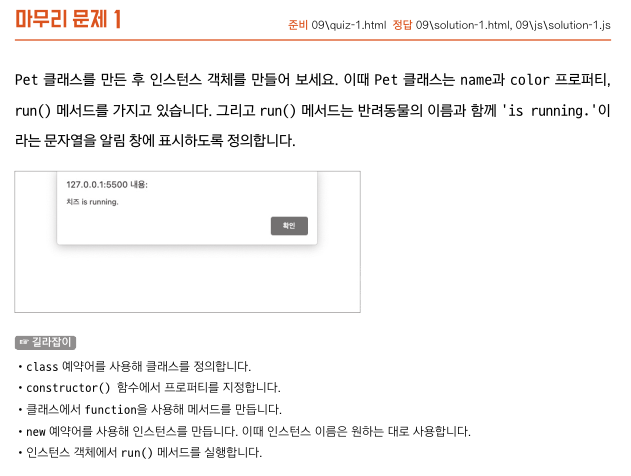 마무리 문제 1
준비 09\quiz-1.html 정답 09\solution-1.html, 09\js\solution-1.js
Pet 클래스를 만든 후 인스턴스 객체를 만들어 보세요. 이때 Pet 클래스는 name과 color 프로퍼티,
run() 메서드를 가지고 있습니다. 그리고 run() 메서드는 반려동물의 이름과 함께 'is running.'이
라는 문자열을 알림 창에 표시하도록 정의합니다.
127.0.0.1:5500 내용:
치즈 is running.
확인
☞ 길라잡이
• class 예약어를 사용해 클래스를 정의합니다.
• constructor() 함수에서 프로퍼티를 지정합니다.
• 클래스에서 function을 사용해 메서드를 만듭니다.
• new 예약어를 사용해 인스턴스를 만듭니다. 이때 인스턴스 이름은 원하는 대로 사용합니다.
• 인스턴스 객체에서 run() 메서드를 실행합니다.